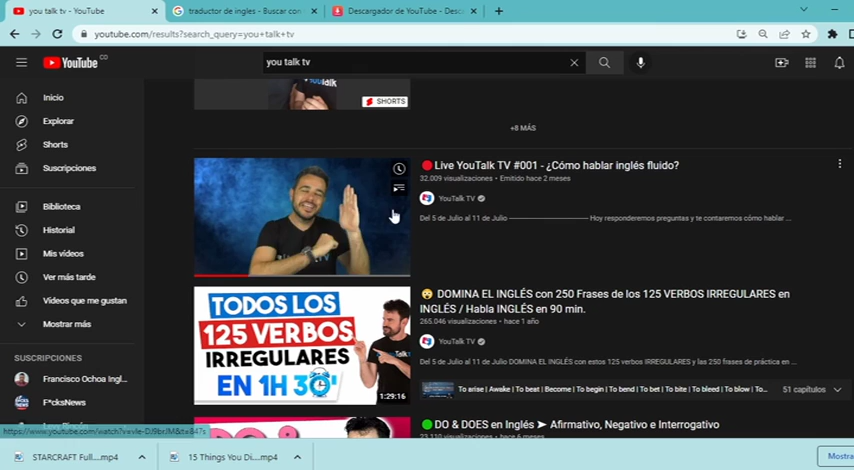 you talk tv - YouTube
traductor de ingles - Buscar con
Descargador de YouTube - Desc
youtube.com/results?search_query=you+talk+tv
YouTube CO
you talk tv
Inicio
Explorar
Shorts
Suscripciones
Biblioteca
Historial
Mis vídeos
Ver más tarde
Vídeos que me gustan
Mostrar más
SUSCRIPCIONES
Francisco Ochoa Ingl...
F*cksNews
SHORTS
+8 MÁS
Live YouTalk TV #001 - ¿Cómo hablar inglés fluido?
32.009 visualizaciones • Emitido hace 2 meses
YouTalk TV
Del 5 de Julio al 11 de Julio ---------------------------------------- Hoy responderemos preguntas y te contaremos cómo hablar ...
TODOS LOS
125 VERBOS
IRREGULARES
EN 1H 30'
1:29:16
DOMINA EL INGLÉS con 250 Frases de los 125 VERBOS IRREGULARES en
INGLÉS / Habla INGLÉS en 90 min.
265.046 visualizaciones • hace 1 año
YouTalk TV
Del 5 de Julio al 11 de Julio DOMINA EL INGLÉS con estos 125 verbos IRREGULARES y las 250 frases de práctica en ...
To arise | Awake | To beat | Become | To begin | To bend | To bet | To bite | To bleed | To blow | To...
51 capítulos
DO & DOES en Inglés ➤ Afirmativo, Negativo e Interrogativo
23.110 visualizaciones • hace 6 meses
STARCRAFT Full....mp4
15 Things You Di....mp4
Mostra